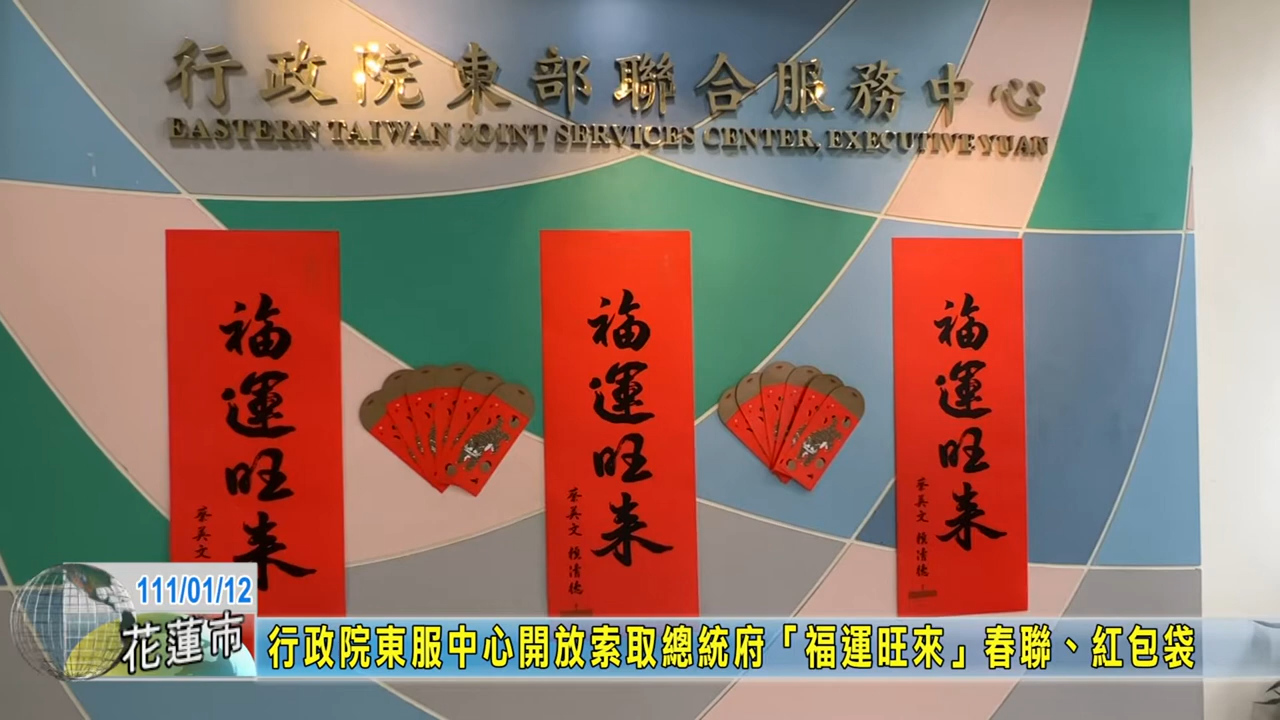 行政院東部聯合服務中心
EASTERN TAIWAN JOINT SERVICES CENTER, EXECUTIVE YUAN
福運旺来
蔡英文
福運旺来
蔡英文 賴清德
福運旺来
蔡英文 賴清德
111/01/12
花蓮市
行政院東服中心開放索取總統府「福運旺來」春聯、紅包袋